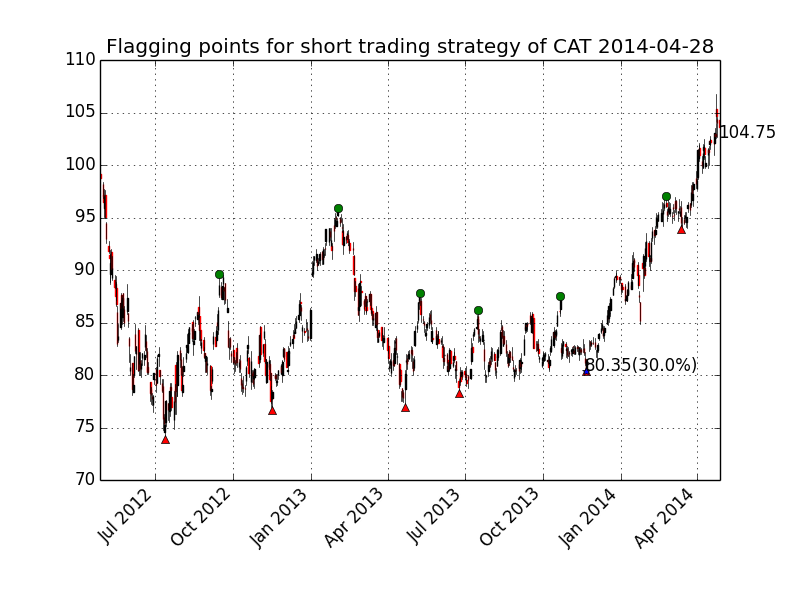 Flagging points for short trading strategy of CAT 2014-04-28
110
105
100
95
90
85
80
75
70
104.75
80.35(30.0%)
Jul 2012
Oct 2012
Jan 2013
Apr 2013
Jul 2013
Oct 2013
Jan 2014
Apr 2014